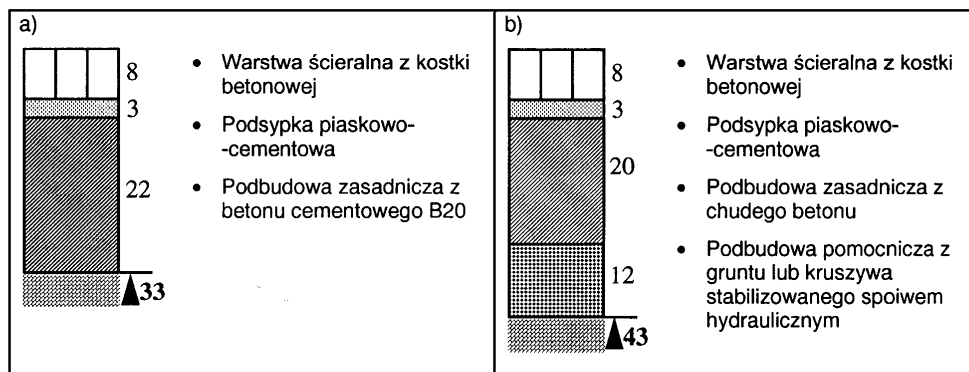 a)
8
3
22
33
• Warstwa ścieralna z kostki
betonowej
• Podsypka piaskowo-
-cementowa
• Podbudowa zasadnicza z
betonu cementowego B20
b)
8
3
20
12
43
• Warstwa ścieralna z kostki
betonowej
• Podsypka piaskowo-
-cementowa
• Podbudowa zasadnicza z
chudego betonu
• Podbudowa pomocnicza z
gruntu lub kruszywa
stabilizowanego spoiwem
hydraulicznym